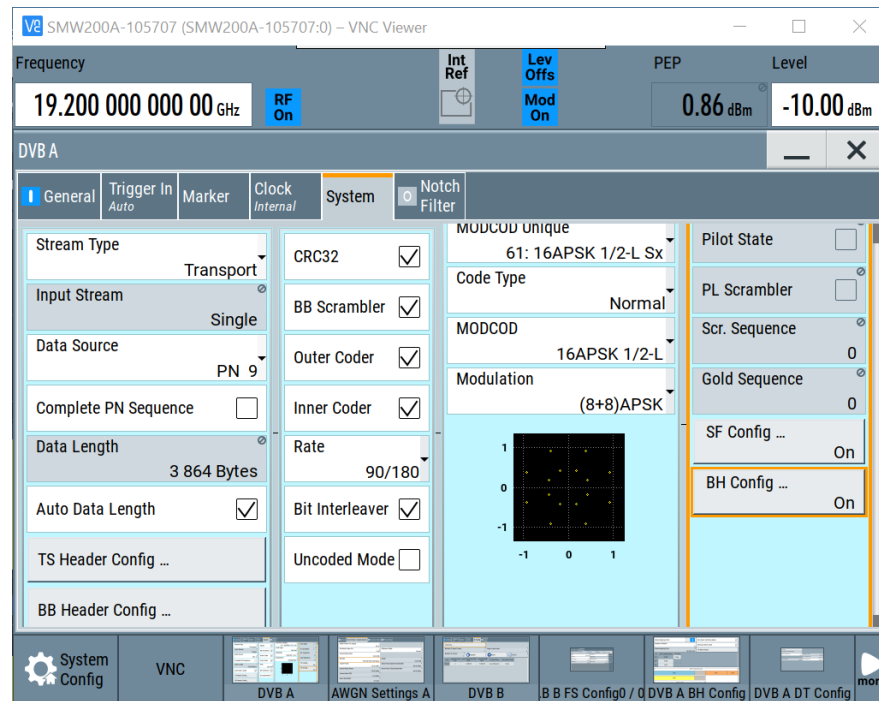 SMW200A-105707 (SMW200A-105707:0) – VNC Viewer
Frequency
Int Ref
Lev Offs
PEP
Level
19.200 000 000 00 GHz
RF On
Mod On
0.86 dBm
-10.00 dBm
DVB A
General
Trigger In
Auto
Marker
Clock
Internal
System
Notch Filter
Stream Type
Transport
Input Stream
Single
Data Source
PN 9
Complete PN Sequence
Data Length
3 864 Bytes
Auto Data Length
TS Header Config ...
BB Header Config ...
CRC32
BB Scrambler
Outer Coder
Inner Coder
Rate
90/180
Bit Interleaver
Uncoded Mode
MODCOD Unique
61: 16APSK 1/2-L Sx
Code Type
Normal
MODCOD
16APSK 1/2-L
Modulation
(8+8)APSK
1
0
-1
-1 0 1
Pilot State
PL Scrambler
Scr. Sequence
0
Gold Sequence
0
SF Config ...
On
BH Config ...
On
System Config
VNC
DVB A
AWGN Settings A
DVB B
.B B FS Config0 / 0
DVB A BH Config
DVB A DT Config